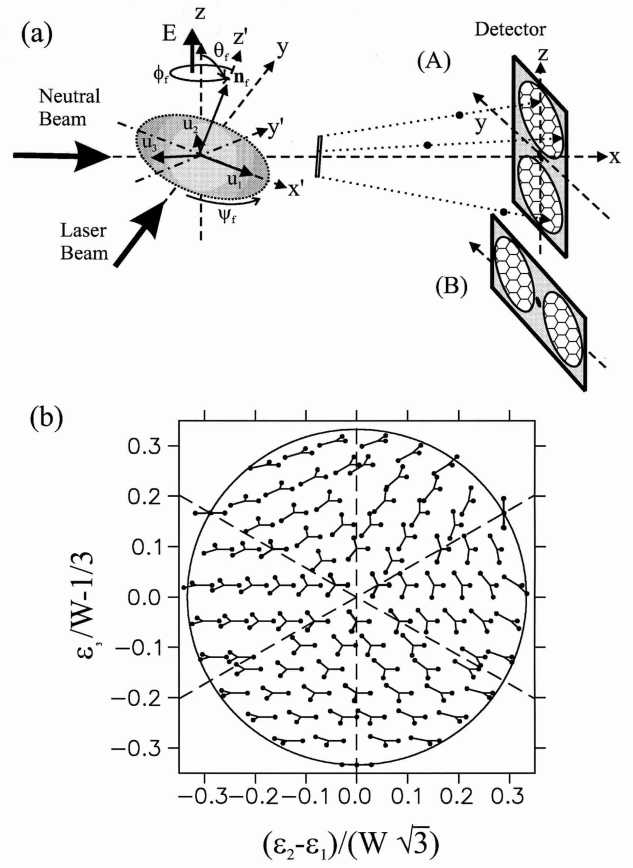 (a)
z
E
θf
z'
y
Detector
z
(A)
ϕf
nf
Neutral
Beam
u2
y'
u3
y
x
u1
x'
ψf
Laser
Beam
(B)
(b)
0.3
0.2
0.1
0.0
−0.1
−0.2
−0.3
ε3/W-1/3
−0.3 −0.2 −0.1 0.0 0.1 0.2 0.3
(ε2-ε1)/(W √3)